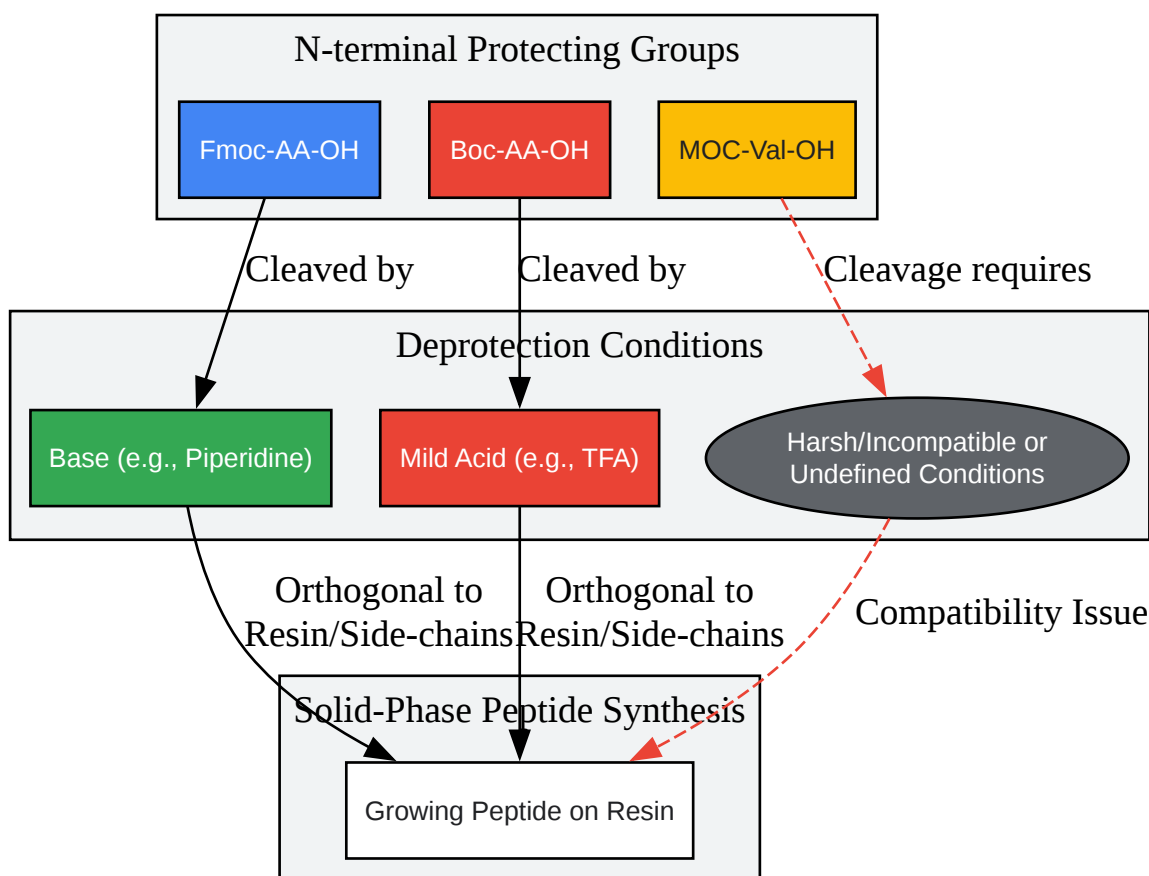 N-terminal Protecting Groups
Fmoc-AA-OH
Boc-AA-OH
MOC-Val-OH
Cleaved by
Cleaved by
Cleavage requires
Deprotection Conditions
Base (e.g., Piperidine)
Mild Acid (e.g., TFA)
Harsh/Incompatible or
Undefined Conditions
Orthogonal to
Resin/Side-chains
Orthogonal to
Resin/Side-chains
Compatibility Issue
Solid-Phase Peptide Synthesis
Growing Peptide on Resin